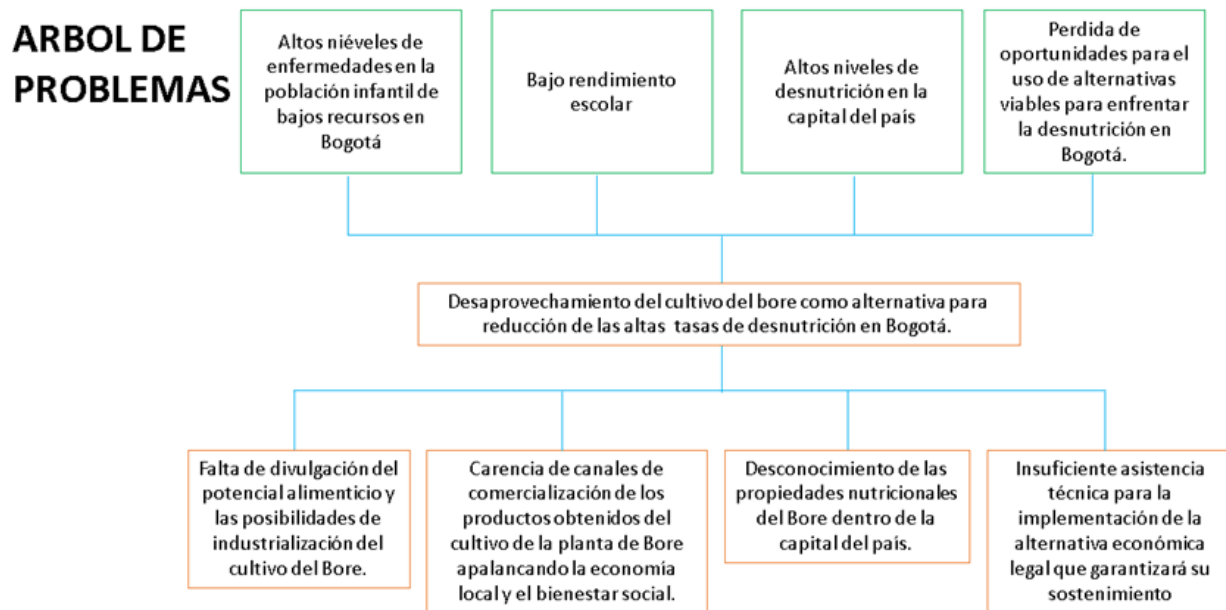 ARBOL DE
PROBLEMAS
Altos niéveles de
enfermedades en la
población infantil de
bajos recursos en
Bogotá
Bajo rendimiento
escolar
Altos niveles de
desnutrición en la
capital del país
Perdida de
oportunidades para el
uso de alternativas
viables para enfrentar
la desnutrición en
Bogotá.
Desaprovechamiento del cultivo del bore como alternativa para
reducción de las altas tasas de desnutrición en Bogotá.
Falta de divulgación del
potencial alimenticio y
las posibilidades de
industrialización del
cultivo del Bore.
Carencia de canales de
comercialización de los
productos obtenidos del
cultivo de la planta de Bore
apalancando la economía
local y el bienestar social.
Desconocimiento de las
propiedades nutricionales
del Bore dentro de la
capital del país.
Insuficiente asistencia
técnica para la
implementación de la
alternativa económica
legal que garantizará su
sostenimiento